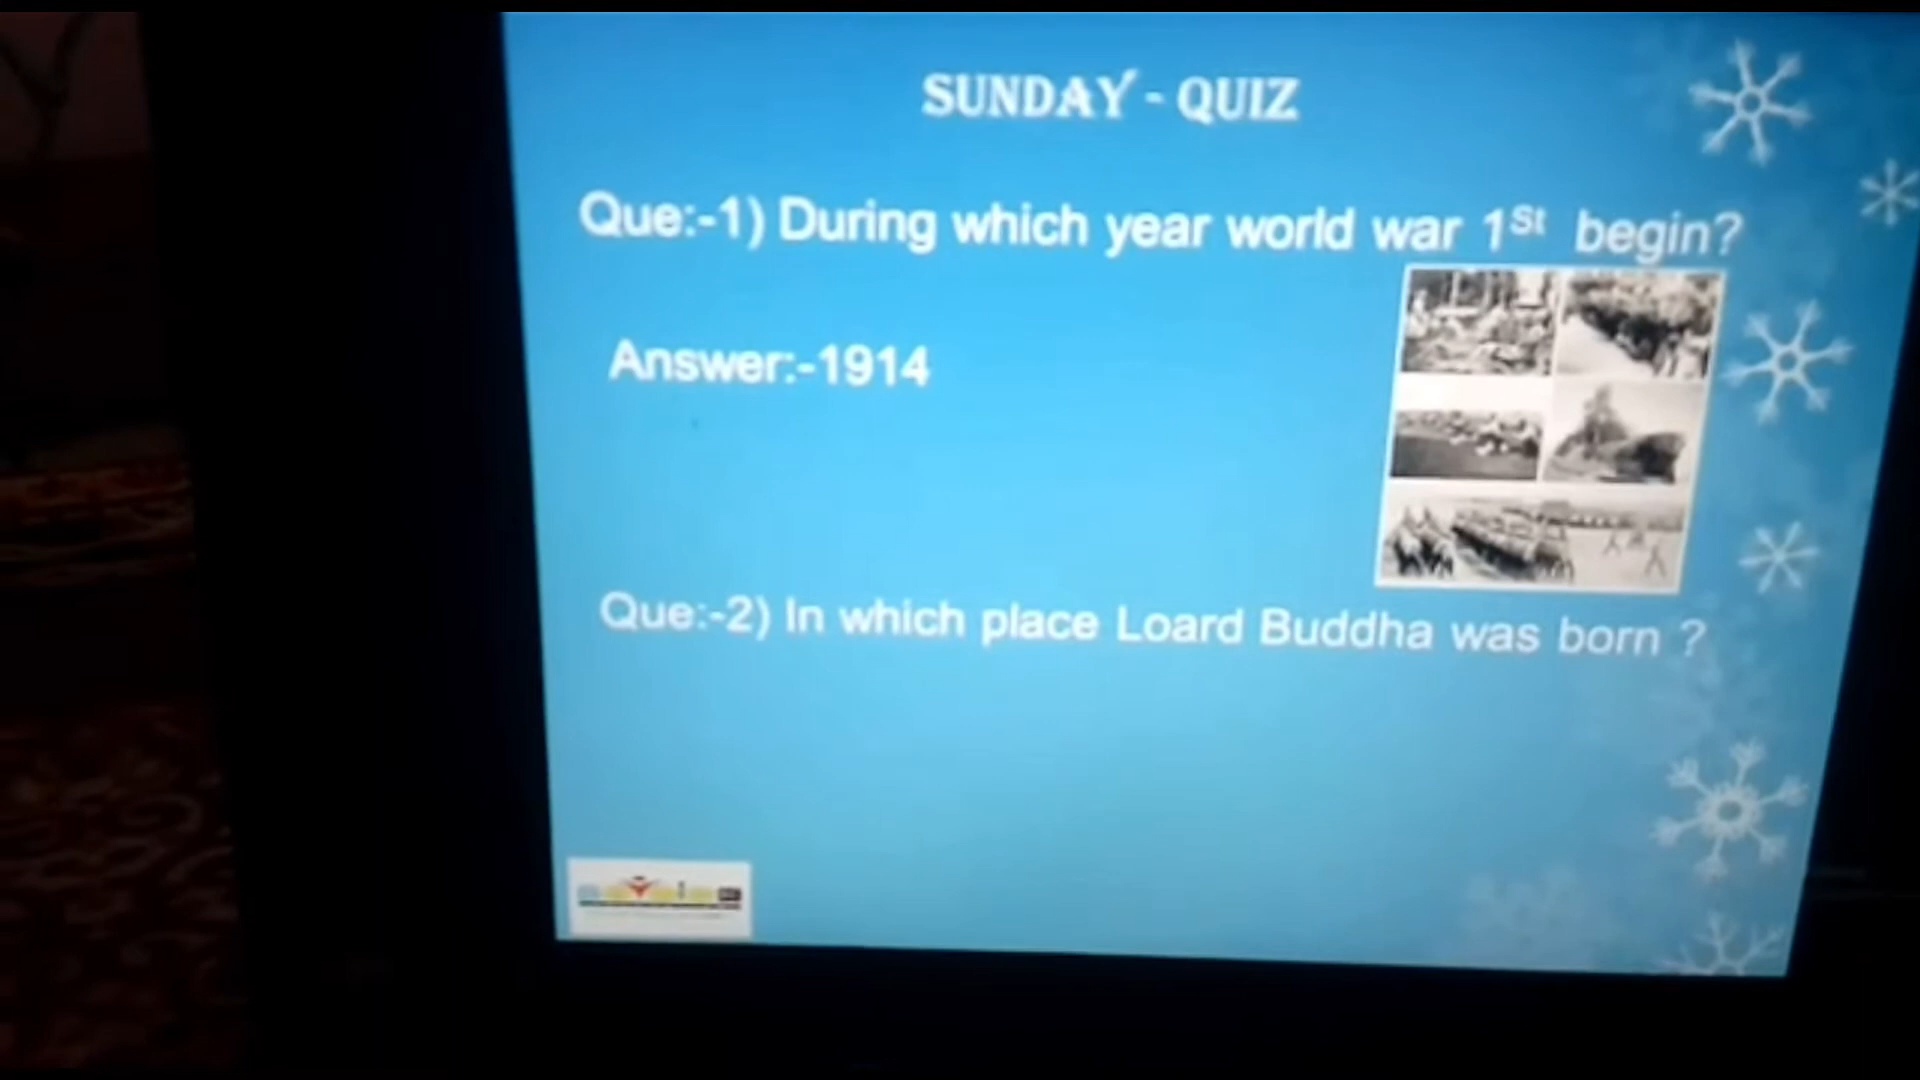 SUNDAY - QUIZ
Que:-1) During which year world war 1st begin?
Answer:-1914
Que:-2) In which place Loard Buddha was born ?